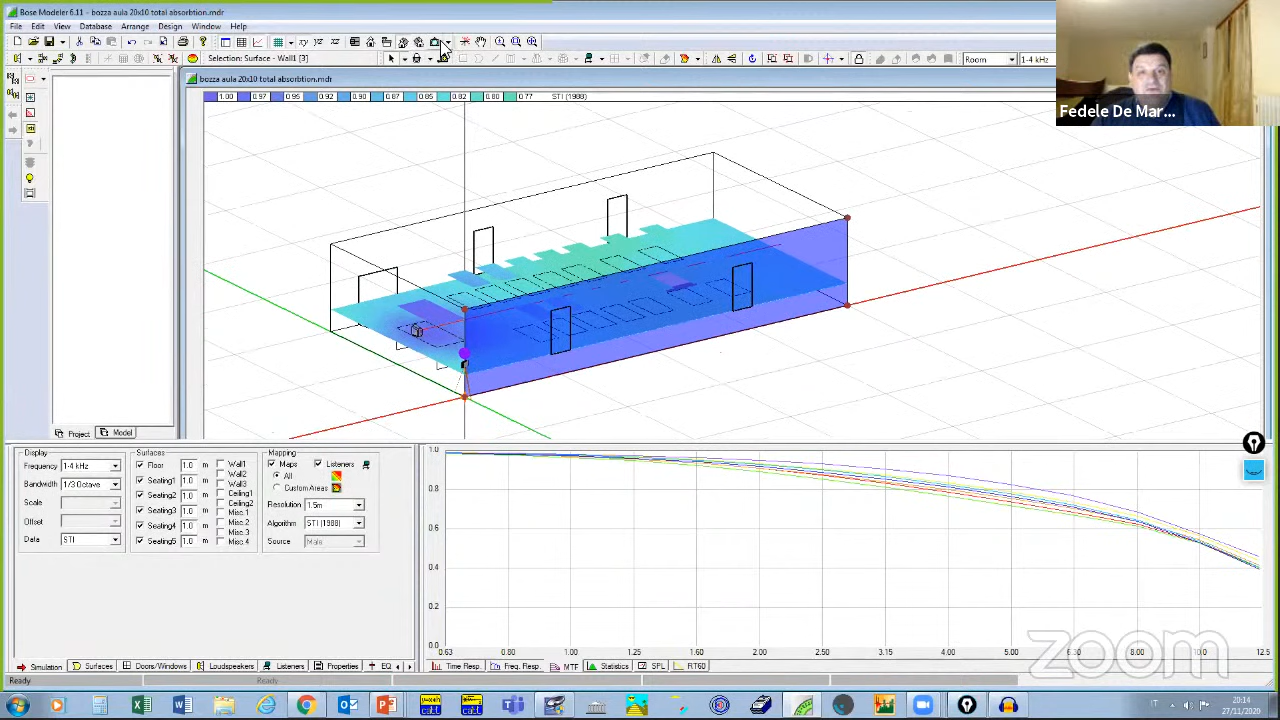 Bose Modeler 6.11 - bozza aula 20x10 total absorbtion.mdr
File Edit View Database Arrange Design Window Help
Selection: Surface - Wall1 [3]
Room
1-4 kHz
bozza aula 20x10 total absorbtion.mdr
1.00 0.97 0.95 0.92 0.90 0.87 0.85 0.82 0.80 0.77 STI (1988)
Fedele De Mar...
Project Model
Display
Frequency 1-4 kHz
Bandwidth 1/3 Octave
Scale
Offset
Data STI
Surfaces
Floor 1.0 m Wall1
Seating1 1.0 m Wall2
Wall3
Seating2 1.0 m Ceiling1
Ceiling2
Seating3 1.0 m Misc.1
Misc.2
Seating4 1.0 m Misc.3
Seating5 1.0 m Misc.4
Mapping
Maps Listeners
All
Custom Areas
Resolution 1.5m
Algorithm STI (1988)
Source Male
1.0
0.8
0.6
0.4
0.2
0.0
0.63 0.80 1.00 1.25 1.60 2.00 2.50 3.15 4.00 5.00 6.30 8.00 10.0 12.5
zoom
Simulation Surfaces Doors/Windows Loudspeakers Listeners Properties EQ
Time Resp. Freq. Resp. MTF Statistics SPL RT60
Ready Ready
IT
20:14
27/11/2020